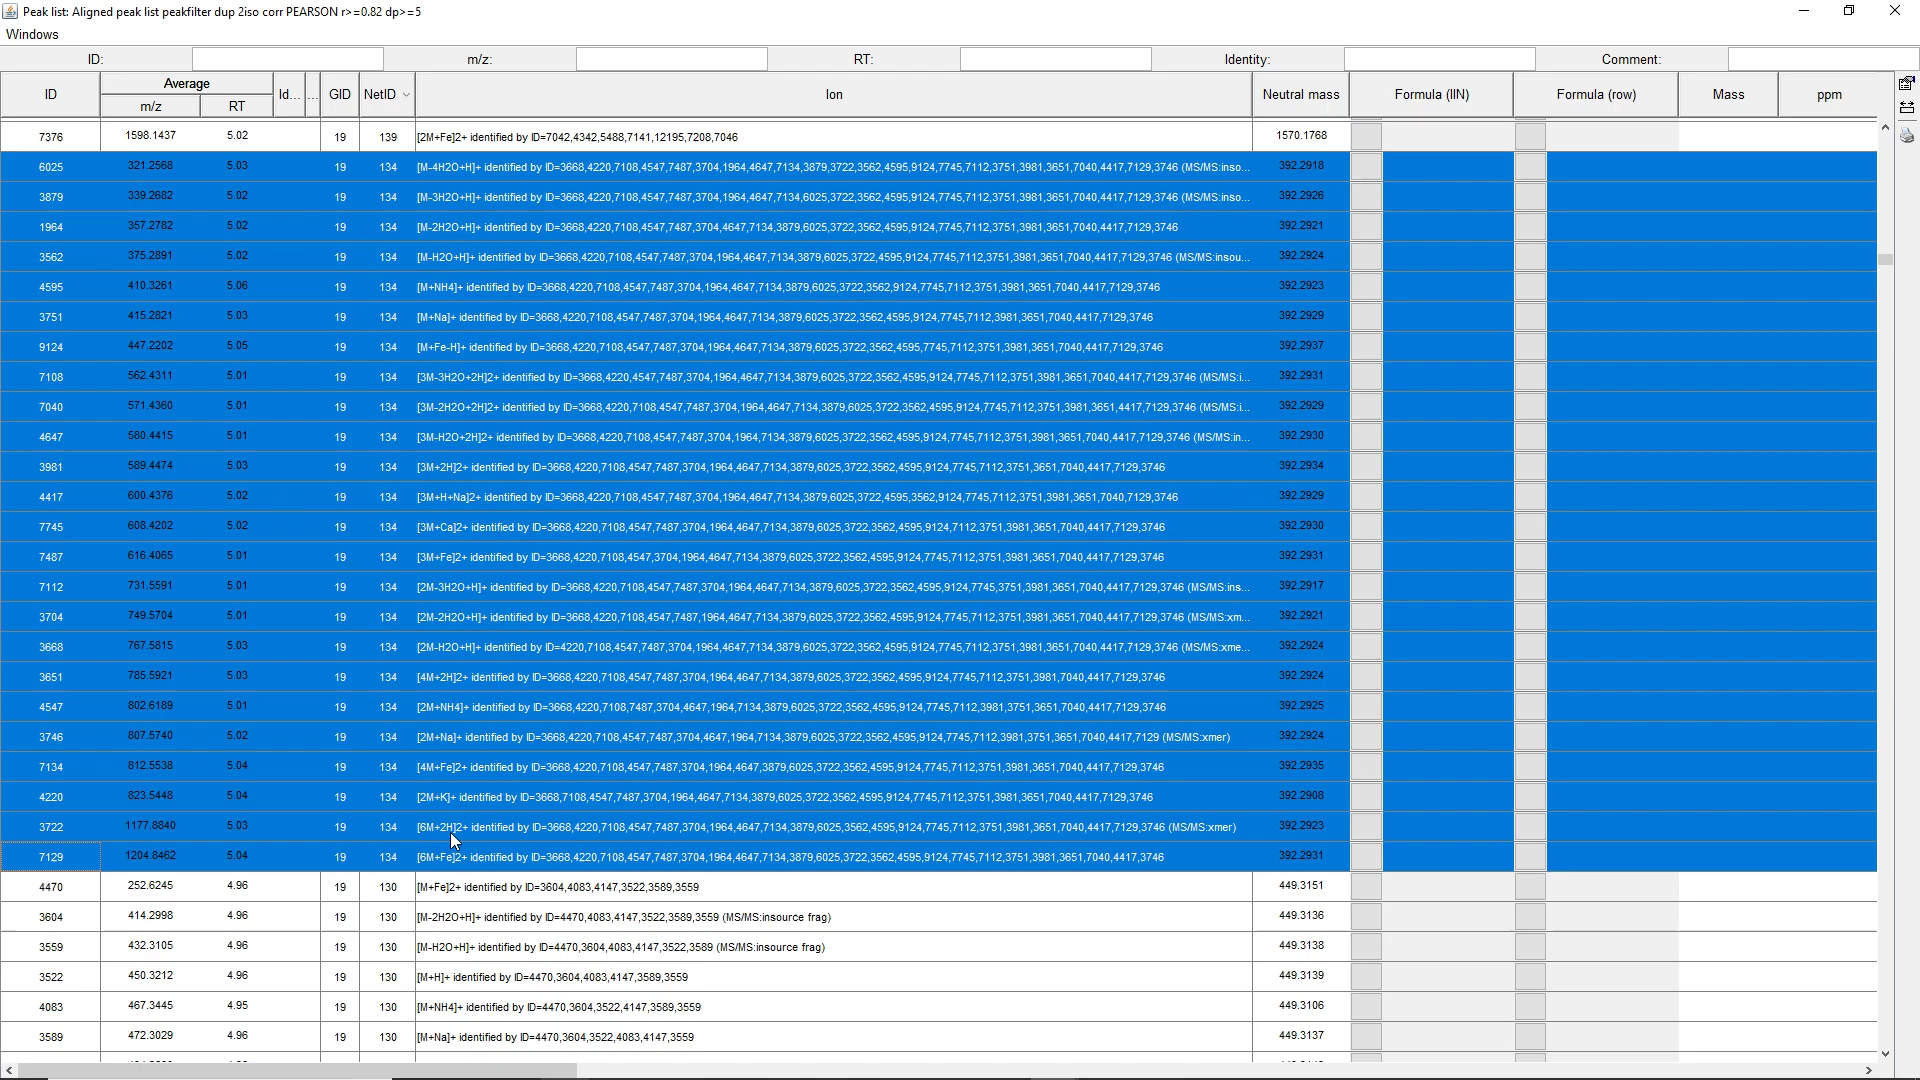 Peak list: Aligned peak list peakfilter dup 2iso corr PEARSON r>=0.82 dp>=5
Windows
ID: m/z: RT: Identity: Comment:
ID Average m/z RT Id... ... GID NetID Ion Neutral mass Formula (lIN) Formula (row) Mass ppm
7376 1598.1437 5.02 19 139 [2M+Fe]2+ identified by ID=7042,4342,5488,7141,12195,7208,7046 1570.1768
6025 321.2568 5.03 19 134 [M-4H2O+H]+ identified by ID=3668,4220,7108,4547,7487,3704,1964,4647,7134,3879,3722,3562,4595,9124,7745,7112,3751,3981,3651,7040,4417,7129,3746 (MS/MS:inso... 392.2918
3879 339.2682 5.02 19 134 [M-3H2O+H]+ identified by ID=3668,4220,7108,4547,7487,3704,1964,4647,7134,6025,3722,3562,4595,9124,7745,7112,3751,3981,3651,7040,4417,7129,3746 (MS/MS:inso... 392.2926
1964 357.2782 5.02 19 134 [M-2H2O+H]+ identified by ID=3668,4220,7108,4547,7487,3704,4647,7134,3879,6025,3722,3562,4595,9124,7745,7112,3751,3981,3651,7040,4417,7129,3746 392.2921
3562 375.2891 5.02 19 134 [M-H2O+H]+ identified by ID=3668,4220,7108,4547,7487,3704,1964,4647,7134,3879,6025,3722,4595,9124,7745,7112,3751,3981,3651,7040,4417,7129,3746 (MS/MS:insou... 392.2924
4595 410.3261 5.06 19 134 [M+NH4]+ identified by ID=3668,4220,7108,4547,7487,3704,1964,4647,7134,3879,6025,3722,3562,9124,7745,7112,3751,3981,3651,7040,4417,7129,3746 392.2923
3751 415.2821 5.03 19 134 [M+Na]+ identified by ID=3668,4220,7108,4547,7487,3704,1964,4647,7134,3879,6025,3722,3562,4595,9124,7745,7112,3981,3651,7040,4417,7129,3746 392.2929
9124 447.2202 5.05 19 134 [M+Fe-H]+ identified by ID=3668,4220,7108,4547,7487,3704,1964,4647,7134,3879,6025,3722,3562,4595,7745,7112,3751,3981,3651,7040,4417,7129,3746 392.2937
7108 562.4311 5.01 19 134 [3M-3H2O+2H]2+ identified by ID=3668,4220,4547,7487,3704,1964,4647,7134,3879,6025,3722,3562,4595,9124,7745,7112,3751,3981,3651,7040,4417,7129,3746 (MS/MS:i... 392.2931
7040 571.4360 5.01 19 134 [3M-2H2O+2H]2+ identified by ID=3668,4220,7108,4547,7487,3704,1964,4647,7134,3879,6025,3722,3562,4595,9124,7745,7112,3751,3981,3651,4417,7129,3746 (MS/MS:i... 392.2929
4647 580.4415 5.01 19 134 [3M-H2O+2H]2+ identified by ID=3668,4220,7108,4547,7487,3704,1964,7134,3879,6025,3722,3562,4595,9124,7745,7112,3751,3981,3651,7040,4417,7129,3746 (MS/MS:in... 392.2930
3981 589.4474 5.03 19 134 [3M+2H]2+ identified by ID=3668,4220,7108,4547,7487,3704,1964,4647,7134,3879,6025,3722,3562,4595,9124,7745,7112,3751,3651,7040,4417,7129,3746 392.2934
4417 600.4376 5.02 19 134 [3M+H+Na]2+ identified by ID=3668,4220,7108,4547,7487,3704,1964,4647,7134,3879,6025,3722,4595,3562,9124,7745,7112,3751,3981,3651,7040,7129,3746 392.2929
7745 608.4202 5.02 19 134 [3M+Ca]2+ identified by ID=3668,4220,7108,4547,7487,3704,1964,4647,7134,3879,6025,3722,3562,4595,9124,7112,3751,3981,3651,7040,4417,7129,3746 392.2930
7487 616.4065 5.01 19 134 [3M+Fe]2+ identified by ID=3668,4220,7108,4547,3704,1964,4647,7134,3879,6025,3722,3562,4595,9124,7745,7112,3751,3981,3651,7040,4417,7129,3746 392.2931
7112 731.5591 5.01 19 134 [2M-3H2O+H]+ identified by ID=3668,4220,7108,4547,7487,3704,1964,4647,7134,3879,6025,3722,3562,4595,9124,7745,3751,3981,3651,7040,4417,7129,3746 (MS/MS:ins... 392.2917
3704 749.5704 5.01 19 134 [2M-2H2O+H]+ identified by ID=3668,4220,7108,4547,7487,1964,4647,7134,3879,6025,3722,3562,4595,9124,7745,7112,3751,3981,3651,7040,4417,7129,3746 (MS/MS:xm... 392.2921
3668 767.5815 5.03 19 134 [2M-H2O+H]+ identified by ID=4220,7108,4547,7487,3704,1964,4647,7134,3879,6025,3722,3562,4595,9124,7745,7112,3751,3981,3651,7040,4417,7129,3746 (MS/MS:xme... 392.2924
3651 785.5921 5.03 19 134 [4M+2H]2+ identified by ID=3668,4220,7108,4547,7487,3704,1964,4647,7134,3879,6025,3722,3562,4595,9124,7745,7112,3751,3981,7040,4417,7129,3746 392.2924
4547 802.6189 5.01 19 134 [2M+NH4]+ identified by ID=3668,4220,7108,7487,3704,4647,1964,7134,3879,6025,3722,3562,4595,9124,7745,7112,3751,3981,3651,7040,4417,7129,3746 392.2925
3746 807.5740 5.02 19 134 [2M+Na]+ identified by ID=3668,4220,7108,4547,7487,3704,4647,1964,7134,3879,6025,3722,3562,4595,9124,7745,7112,3981,3751,3651,7040,4417,7129 (MS/MS:xmer) 392.2924
7134 812.5538 5.04 19 134 [4M+Fe]2+ identified by ID=3668,4220,7108,4547,7487,3704,1964,4647,3879,6025,3722,3562,4595,9124,7745,7112,3751,3981,3651,7040,4417,7129,3746 392.2935
4220 823.5448 5.04 19 134 [2M+K]+ identified by ID=3668,7108,4547,7487,3704,1964,4647,7134,3879,6025,3722,3562,4595,9124,7745,7112,3751,3981,3651,7040,4417,7129,3746 392.2908
3722 1177.8840 5.03 19 134 [6M+2H]2+ identified by ID=3668,4220,7108,4547,7487,3704,1964,4647,7134,3879,6025,3562,4595,9124,7745,7112,3751,3981,3651,7040,4417,7129,3746 (MS/MS:xmer) 392.2923
7129 1204.8462 5.04 19 134 [6M+Fe]2+ identified by ID=3668,4220,7108,4547,7487,3704,1964,4647,7134,3879,6025,3722,3562,4595,9124,7745,7112,3751,3981,3651,7040,4417,3746 392.2931
4470 252.6245 4.96 19 130 [M+Fe]2+ identified by ID=3604,4083,4147,3522,3589,3559 449.3151
3604 414.2998 4.96 19 130 [M-2H2O+H]+ identified by ID=4470,4083,4147,3522,3589,3559 (MS/MS:insource frag) 449.3136
3559 432.3105 4.96 19 130 [M-H2O+H]+ identified by ID=4470,3604,4083,4147,3522,3589 (MS/MS:insource frag) 449.3138
3522 450.3212 4.96 19 130 [M+H]+ identified by ID=4470,3604,4083,4147,3589,3559 449.3139
4083 467.3445 4.95 19 130 [M+NH4]+ identified by ID=4470,3604,3522,4147,3589,3559 449.3106
3589 472.3029 4.96 19 130 [M+Na]+ identified by ID=4470,3604,3522,4083,4147,3559 449.3137